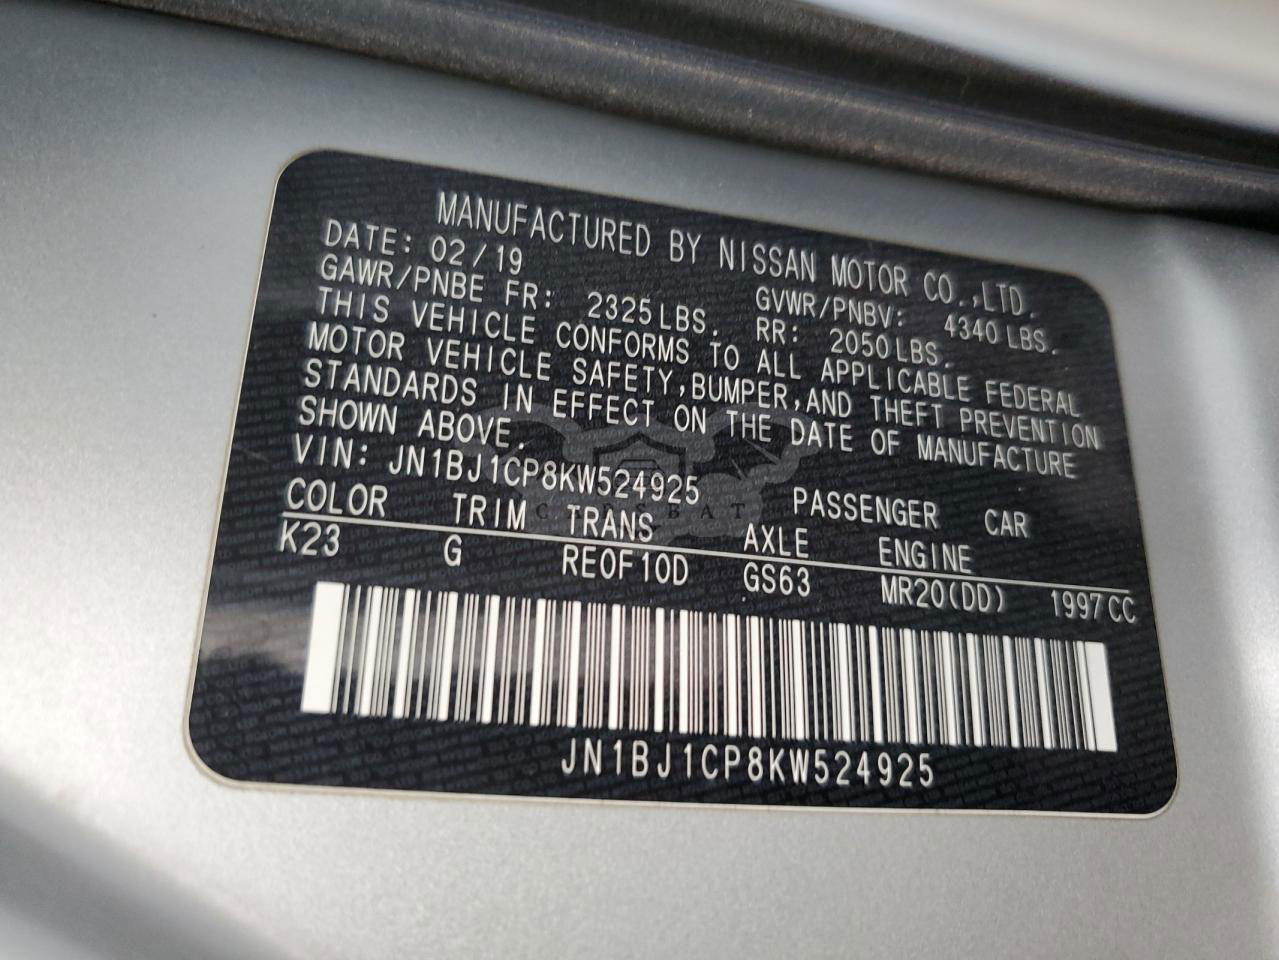 MANUFACTURED BY NISSAN MOTOR CO.,LTD.
DATE: 02/19 GVWR/PNBV: 4340 LBS.
GAWR/PNBE FR: 2325 LBS. RR: 2050 LBS.
THIS VEHICLE CONFORMS TO ALL APPLICABLE FEDERAL
MOTOR VEHICLE SAFETY,BUMPER,AND THEFT PREVENTION
STANDARDS IN EFFECT ON THE DATE OF MANUFACTURE
SHOWN ABOVE.
VIN: JN1BJ1CP8KW524925 PASSENGER CAR
CARSBAT
COLOR TRIM TRANS AXLE ENGINE
K23 G RE0F10D GS63 MR20(DD) 1997CC
JN1BJ1CP8KW524925